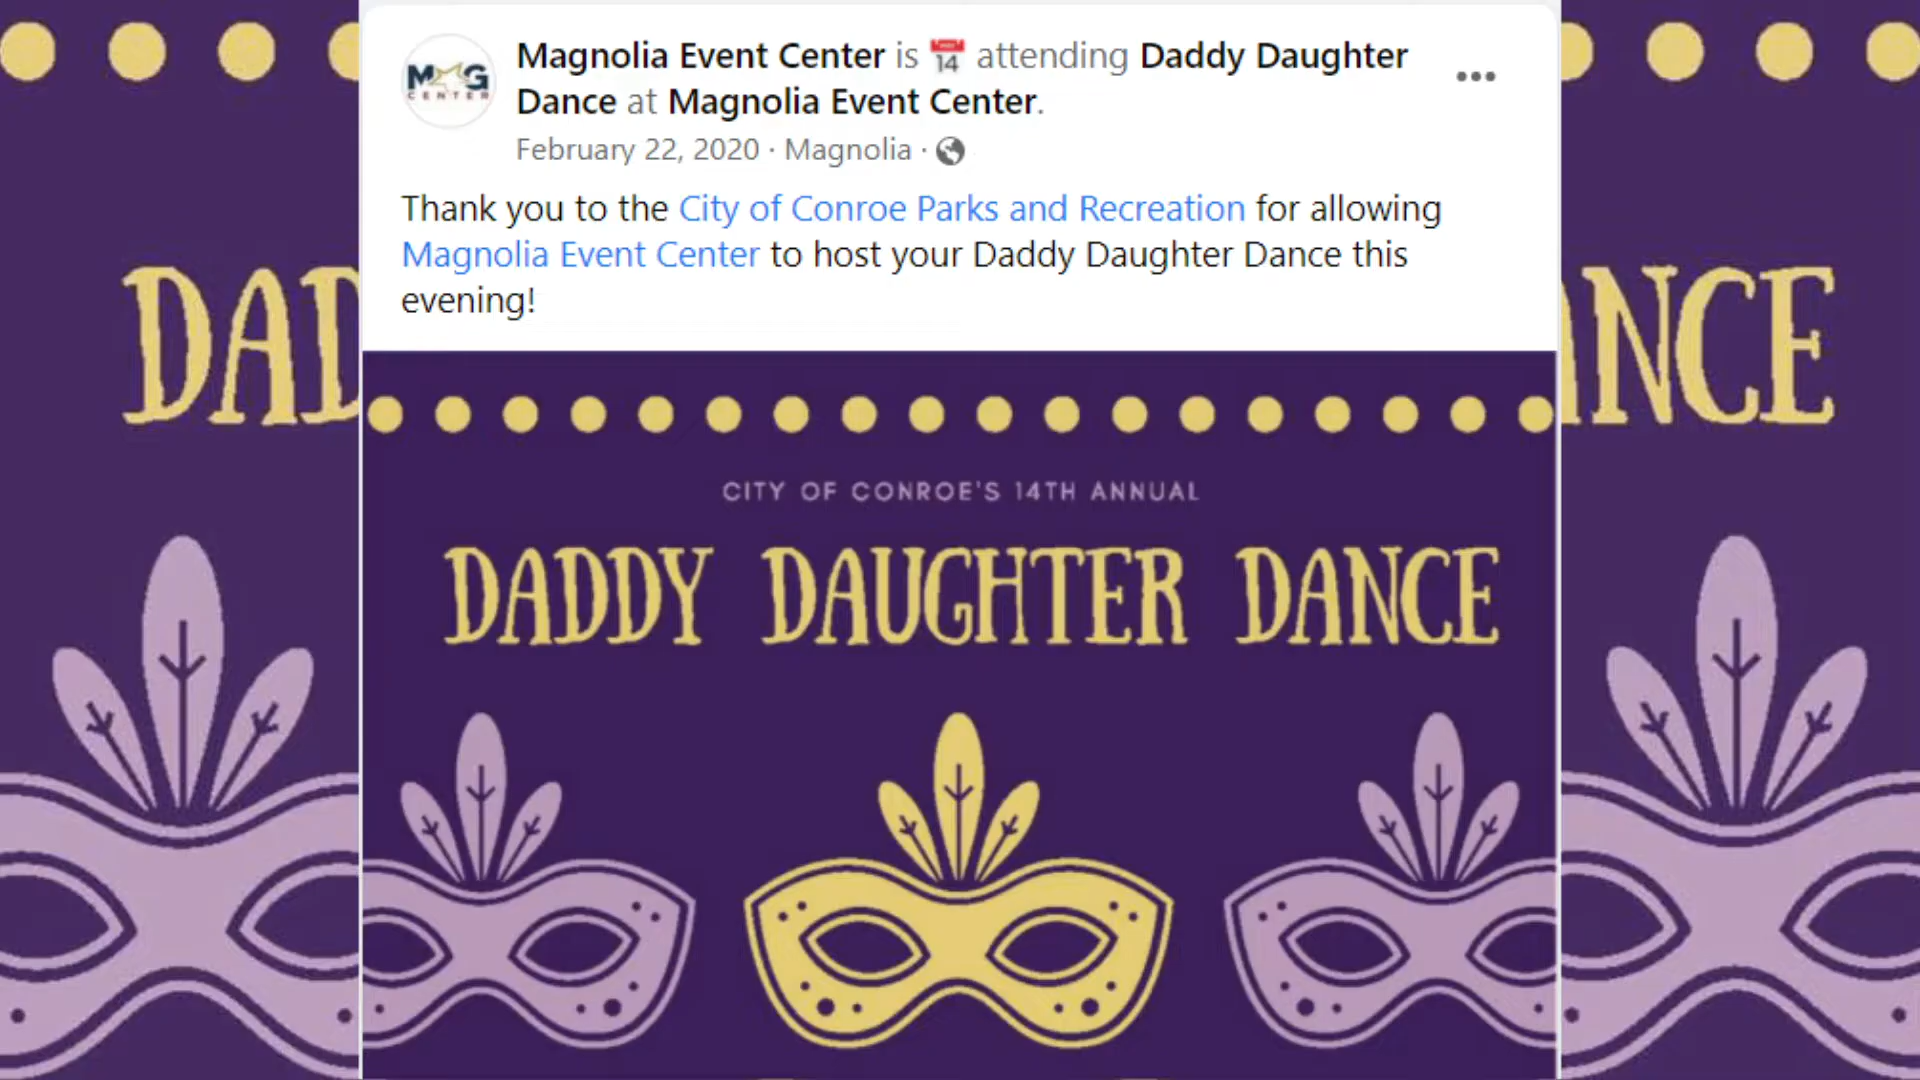 Magnolia Event Center is 14 attending Daddy Daughter
Dance at Magnolia Event Center.
M G
CENTER
February 22, 2020 · Magnolia ·
Thank you to the City of Conroe Parks and Recreation for allowing
Magnolia Event Center to host your Daddy Daughter Dance this
evening!
DAD
ANCE
CITY OF CONROE'S 14TH ANNUAL
DADDY DAUGHTER DANCE